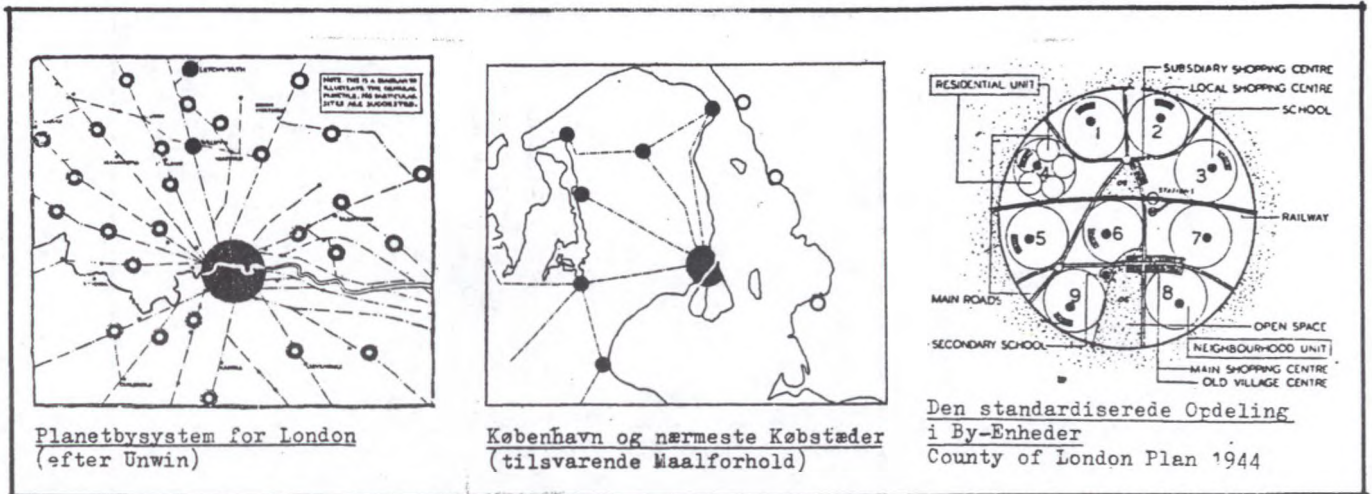 LETCHWORTH
NOTE THIS IS A DIAGRAM TO
ILLUSTRATE THE GENERAL
PRINCIPLE. NO PARTICULAR
SITES ARE SUGGESTED.
Planetbysystem for London
(efter Unwin)
København og nærmeste Købstæder
(tilsvarende Maalforhold)
SUBSDIARY SHOPPING CENTRE
LOCAL SHOPPING CENTRE
RESIDENTIAL UNIT
SCHOOL
1
2
3
4
STATIONS
RAILWAY
5
6
7
MAIN ROADS
9
8
OPEN SPACE
SECONDARY SCHOOL
NEIGHBOURHOOD UNIT
MAIN SHOPPING CENTRE
OLD VILLAGE CENTRE
Den standardiserede Opdeling
i By-Enheder
County of London Plan 1944